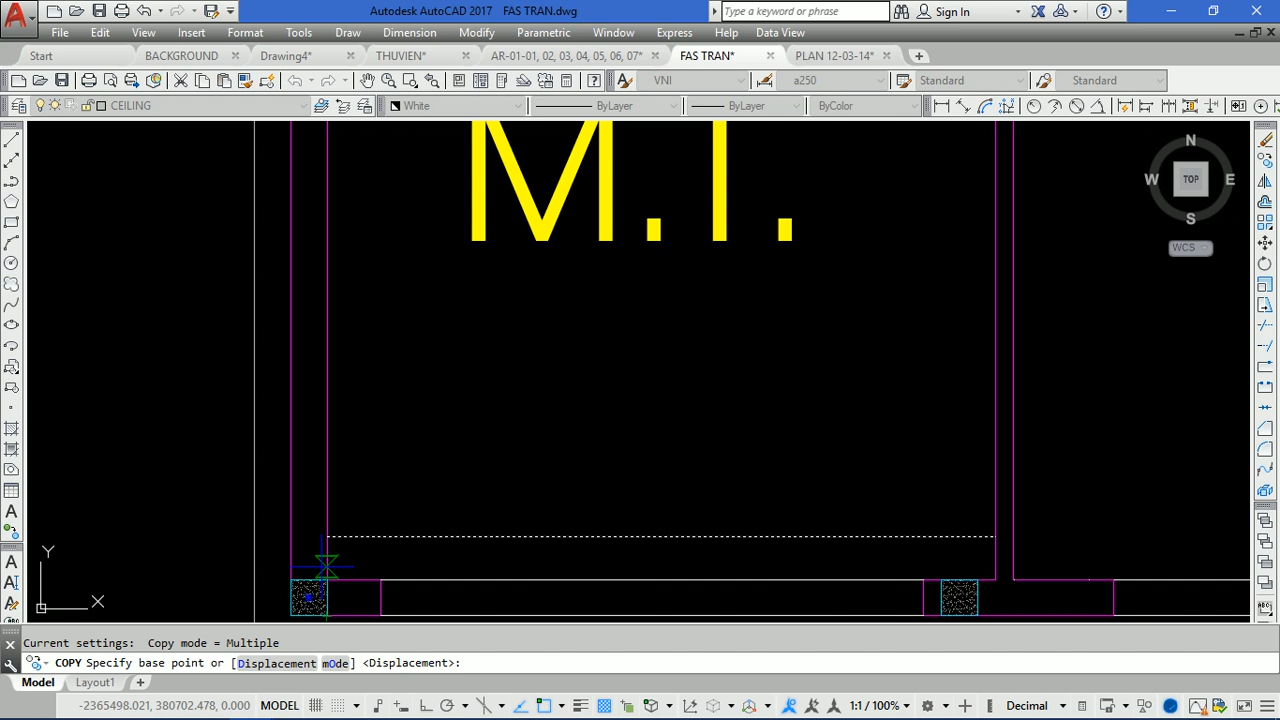 Autodesk AutoCAD 2017 FAS TRAN.dwg
Type a keyword or phrase
Sign In
File Edit View Insert Format Tools Draw Dimension Modify Parametric Window Express Help Data View
Start BACKGROUND Drawing4* THUVIEN* AR-01-01, 02, 03, 04, 05, 06, 07* FAS TRAN* PLAN 12-03-14*
VNI a250 Standard Standard
CEILING White ByLayer ByLayer ByColor
M.T.
N
W TOP E
S
WCS
Y
X
Current settings: Copy mode = Multiple
COPY Specify base point or [Displacement mOde] <Displacement>:
Model Layout1
-2265498.021, 380702.478, 0.000 MODEL 1:1 / 100% Decimal